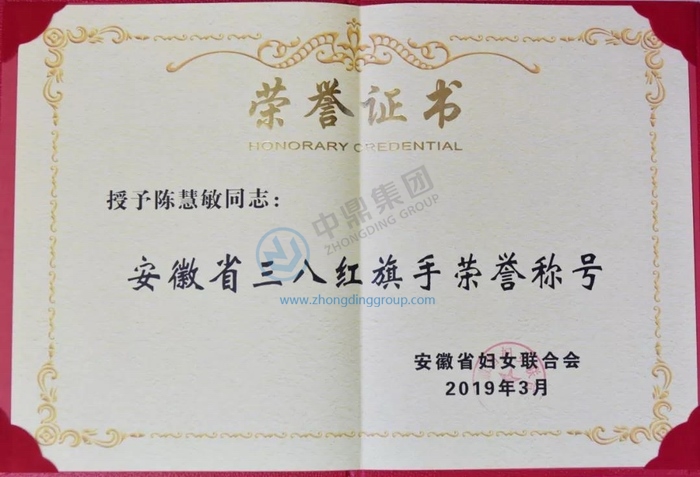 荣誉证书
HONORARY CREDENTIAL
授予陈慧敏同志：
中鼎集团
ZHONGDING GROUP
安徽省三八红旗手荣誉称号
www.zhongdinggroup.com
安徽省妇女联合会
2019年3月